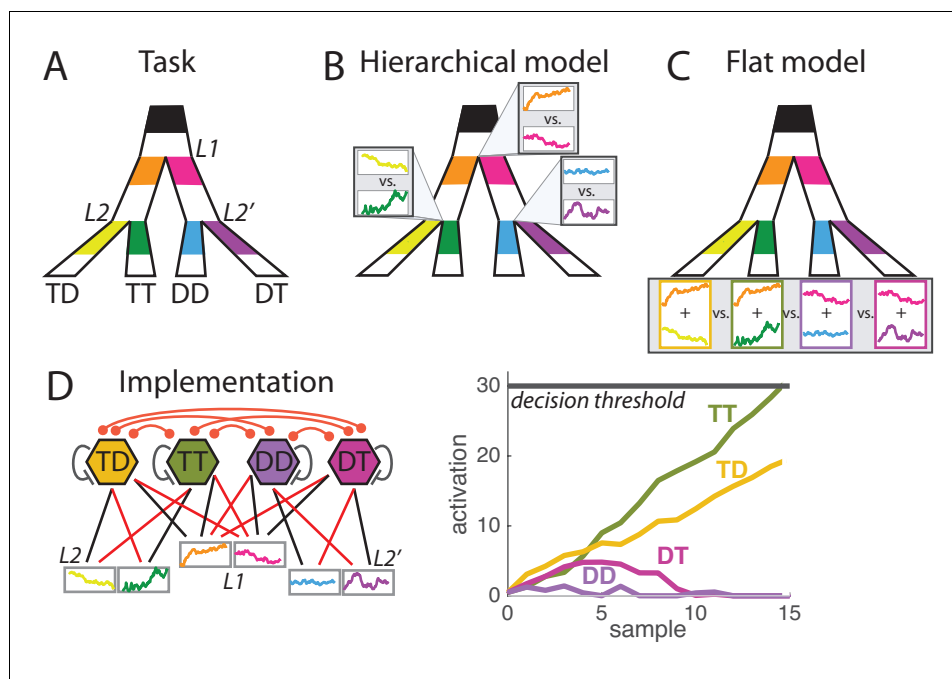 A Task
L1
L2 L2'
TD TT DD DT
B Hierarchical model
vs.
vs.
vs.
C Flat model
+ vs. + vs. + vs. +
D Implementation
TD TT DD DT
L2 L1 L2'
activation
30
20
10
0
decision threshold
TT
TD
DT
DD
0 5 10 15
sample